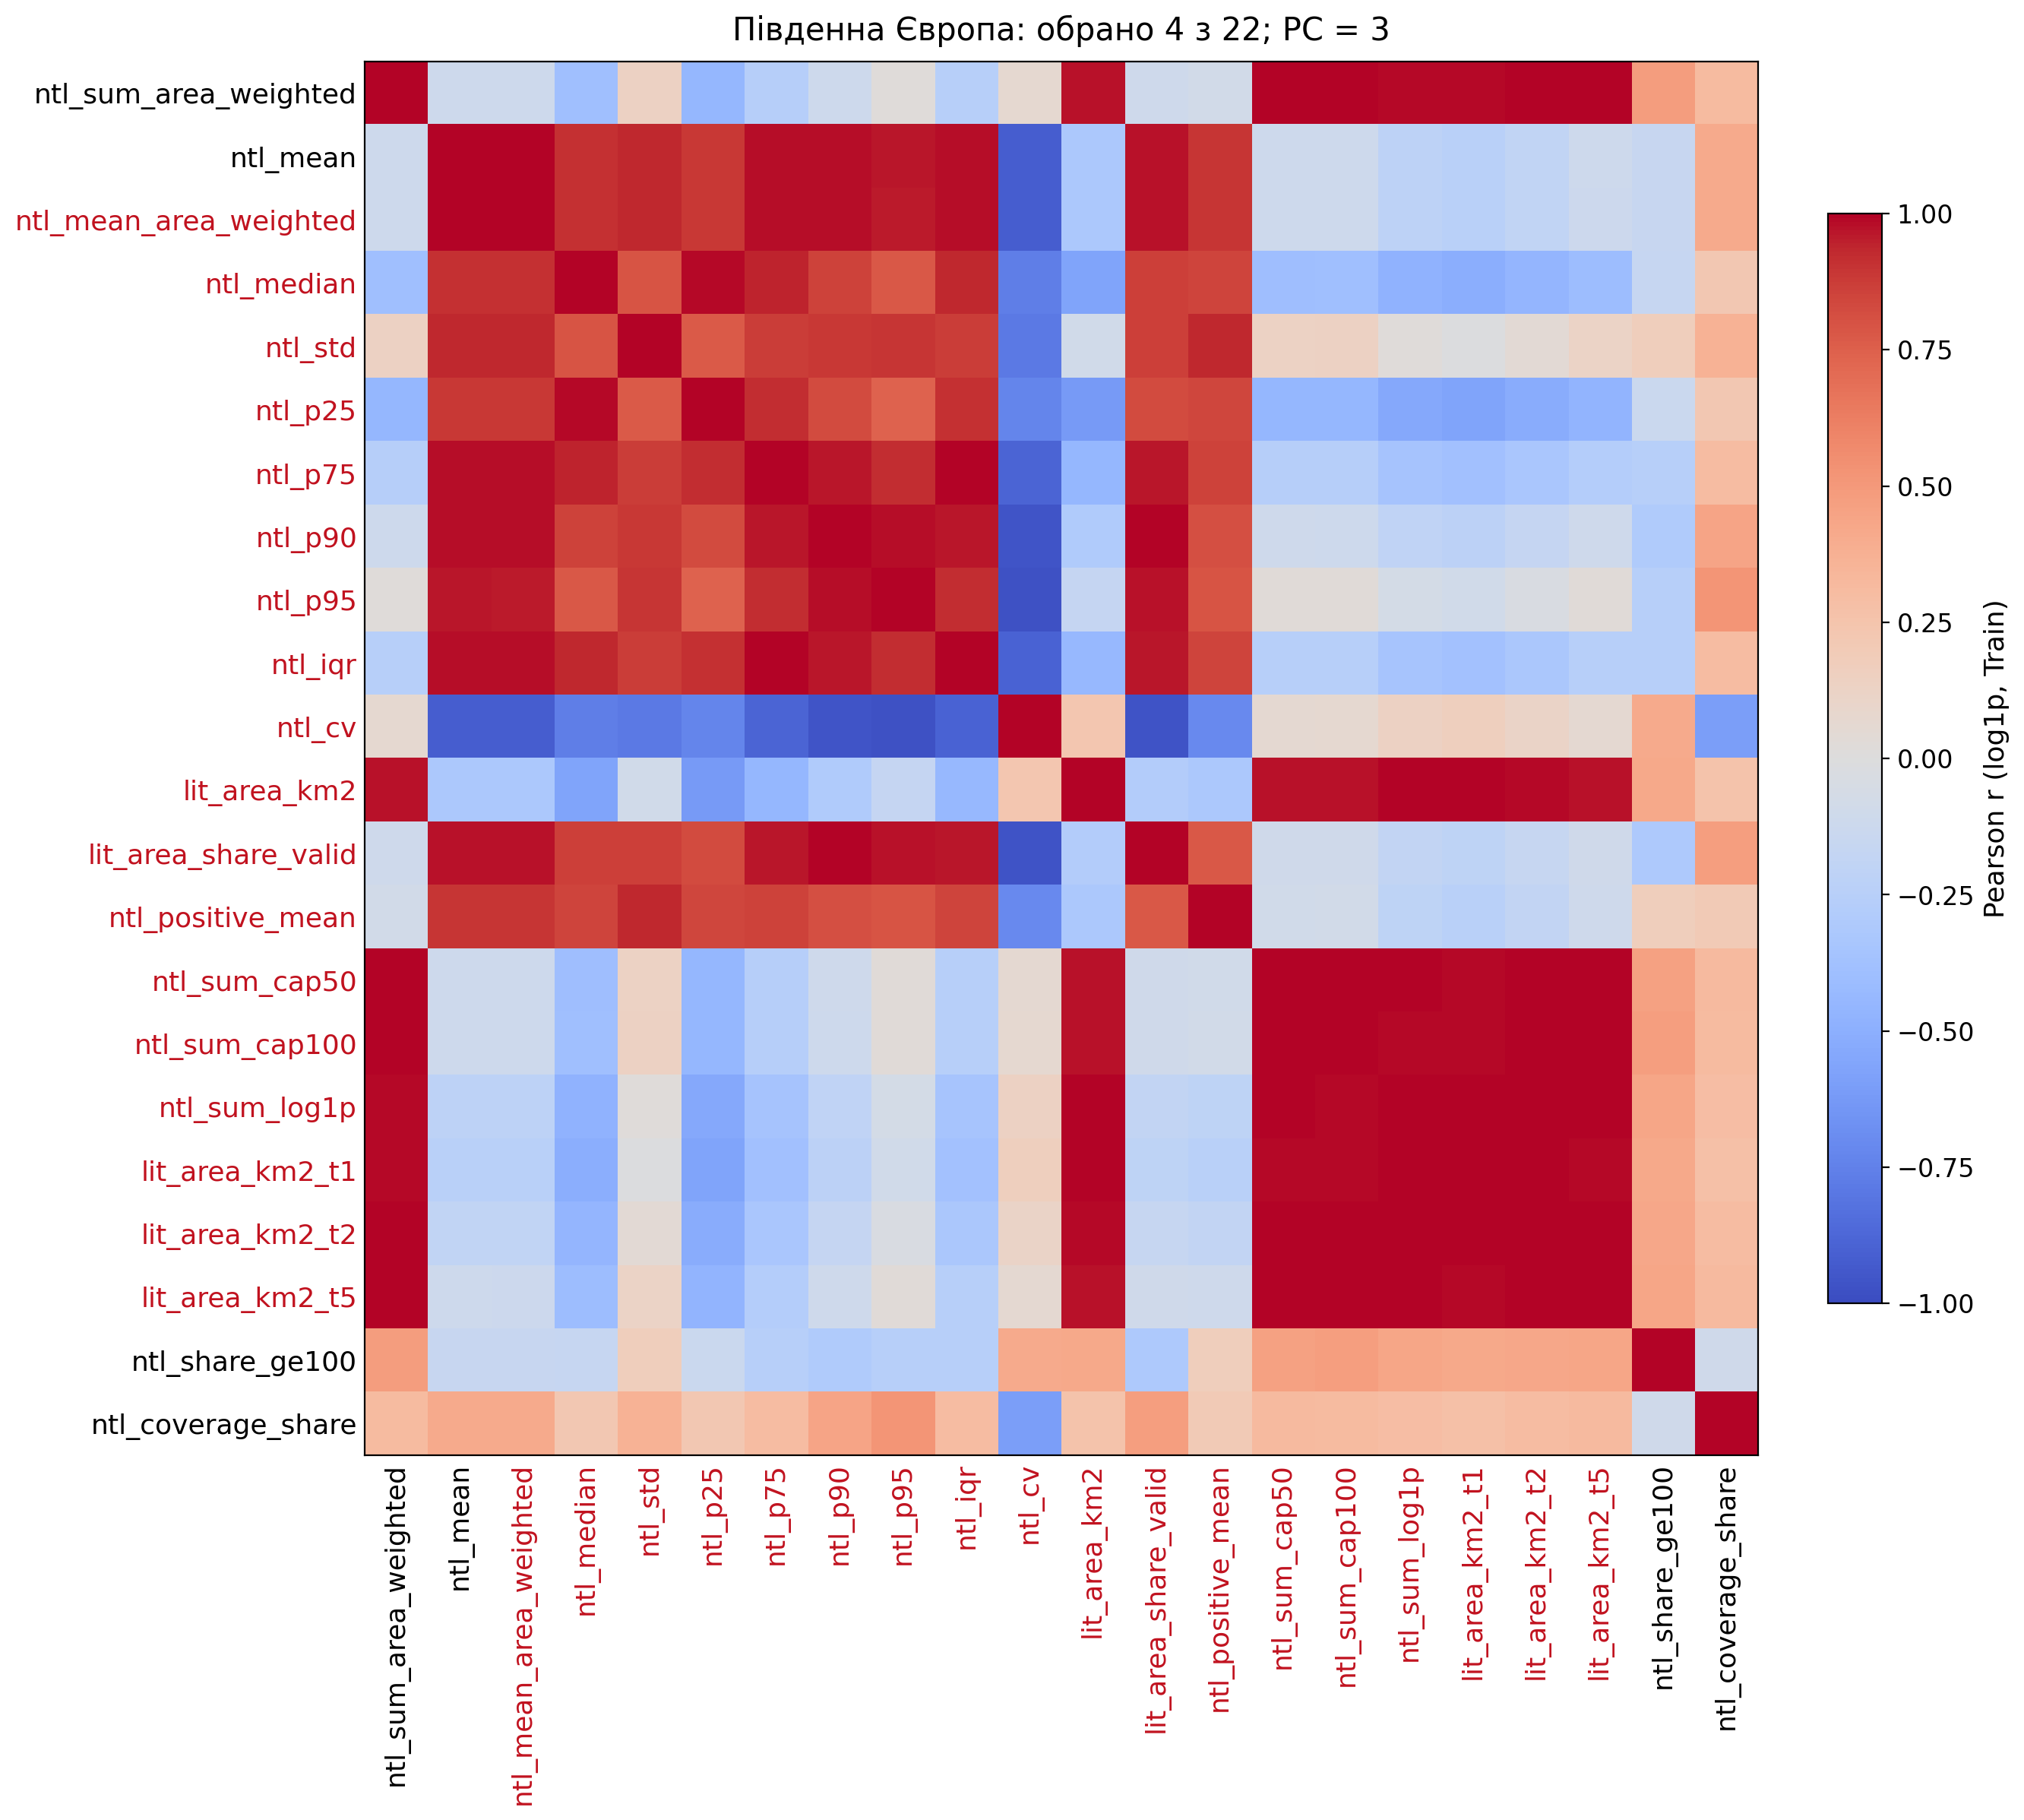 Південна Європа: обрано 4 з 22; PC = 3
ntl_sum_area_weighted
ntl_mean
ntl_mean_area_weighted
ntl_median
ntl_std
ntl_p25
ntl_p75
ntl_p90
ntl_p95
ntl_iqr
ntl_cv
lit_area_km2
lit_area_share_valid
ntl_positive_mean
ntl_sum_cap50
ntl_sum_cap100
ntl_sum_log1p
lit_area_km2_t1
lit_area_km2_t2
lit_area_km2_t5
ntl_share_ge100
ntl_coverage_share
ntl_sum_area_weighted
ntl_mean
ntl_mean_area_weighted
ntl_median
ntl_std
ntl_p25
ntl_p75
ntl_p90
ntl_p95
ntl_iqr
ntl_cv
lit_area_km2
lit_area_share_valid
ntl_positive_mean
ntl_sum_cap50
ntl_sum_cap100
ntl_sum_log1p
lit_area_km2_t1
lit_area_km2_t2
lit_area_km2_t5
ntl_share_ge100
ntl_coverage_share
1.00
0.75
0.50
0.25
0.00
−0.25
−0.50
−0.75
−1.00
Pearson r (log1p, Train)